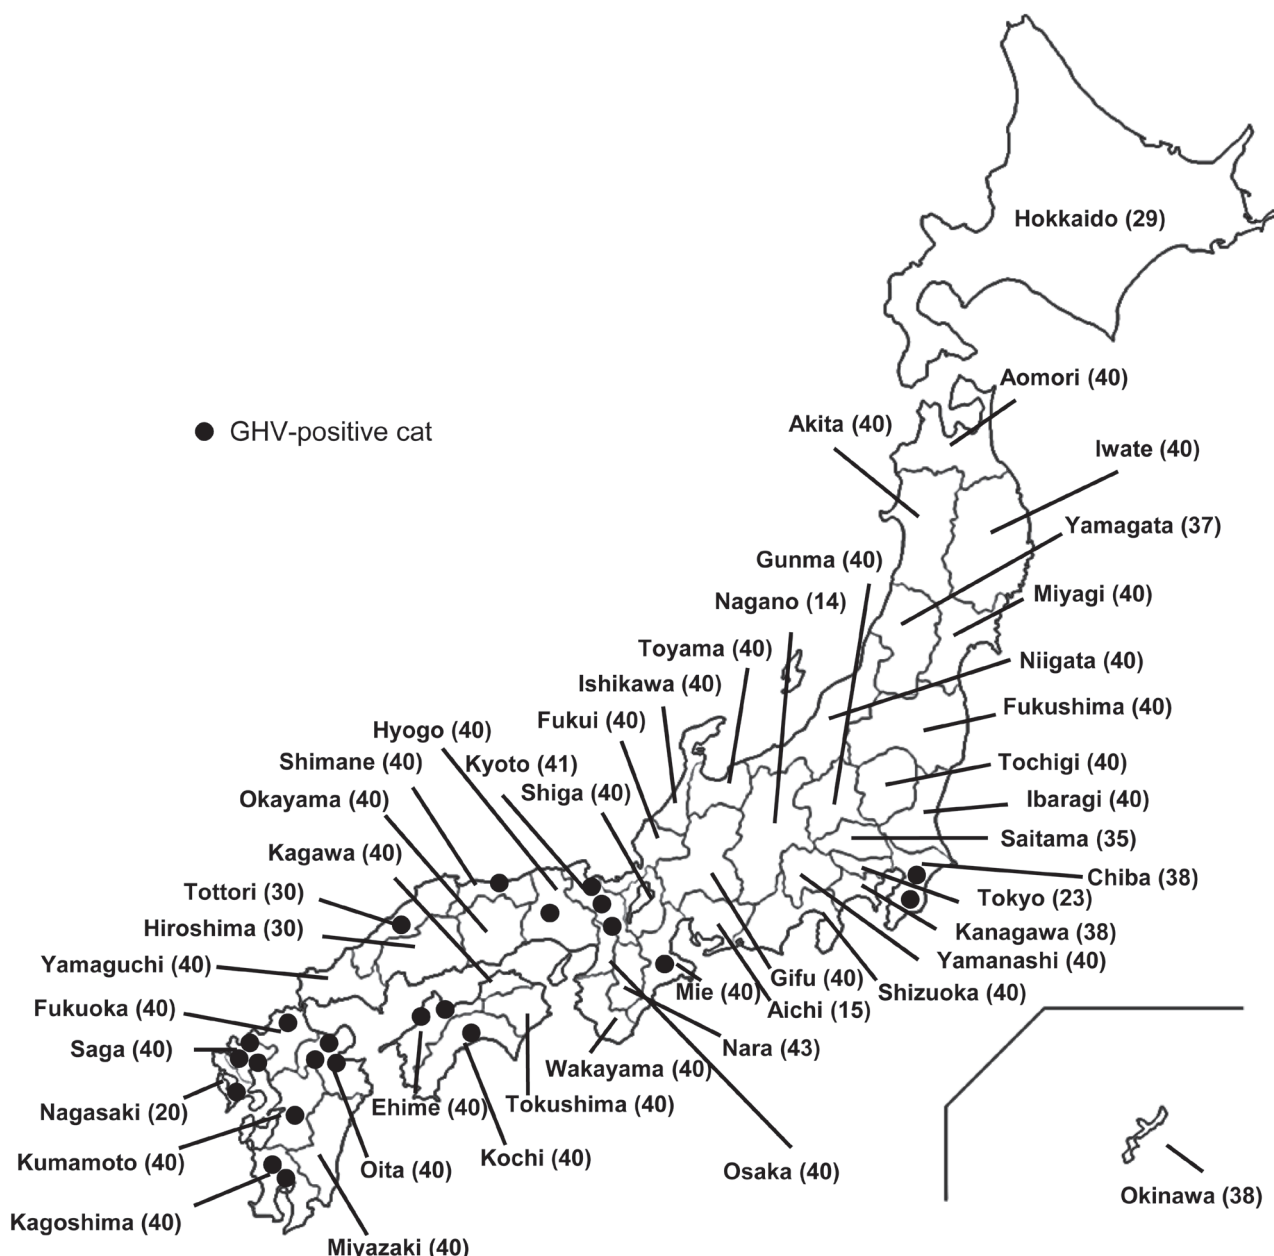 Hokkaido (29)
Aomori (40)
Akita (40)
GHV-positive cat
Iwate (40)
Yamagata (37)
Gunma (40)
Miyagi (40)
Nagano (14)
Toyama (40)
Niigata (40)
Ishikawa (40)
Fukushima (40)
Fukui (40)
Hyogo (40)
Shimane (40)
Kyoto (41)
Tochigi (40)
Shiga (40)
Okayama (40)
Ibaragi (40)
Saitama (35)
Kagawa (40)
Chiba (38)
Tottori (30)
Tokyo (23)
Hiroshima (30)
Kanagawa (38)
Yamanashi (40)
Yamaguchi (40)
Gifu (40)
Mie (40)
Shizuoka (40)
Fukuoka (40)
Aichi (15)
Saga (40)
Nara (43)
Wakayama (40)
Nagasaki (20)
Ehime (40)
Tokushima (40)
Kumamoto (40)
Oita (40)
Kochi (40)
Osaka (40)
Okinawa (38)
Kagoshima (40)
Miyazaki (40)